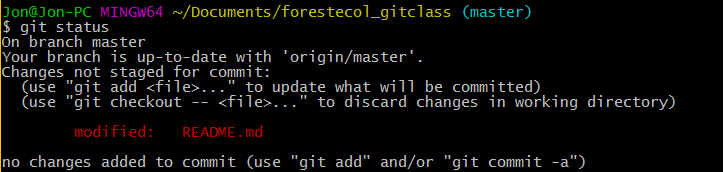 Jon@Jon-PC MINGW64 ~/Documents/forestecol_gitclass (master)
$ git status
On branch master
Your branch is up-to-date with 'origin/master'.
Changes not staged for commit:
  (use "git add <file>..." to update what will be committed)
  (use "git checkout -- <file>..." to discard changes in working directory)

        modified:   README.md

no changes added to commit (use "git add" and/or "git commit -a")